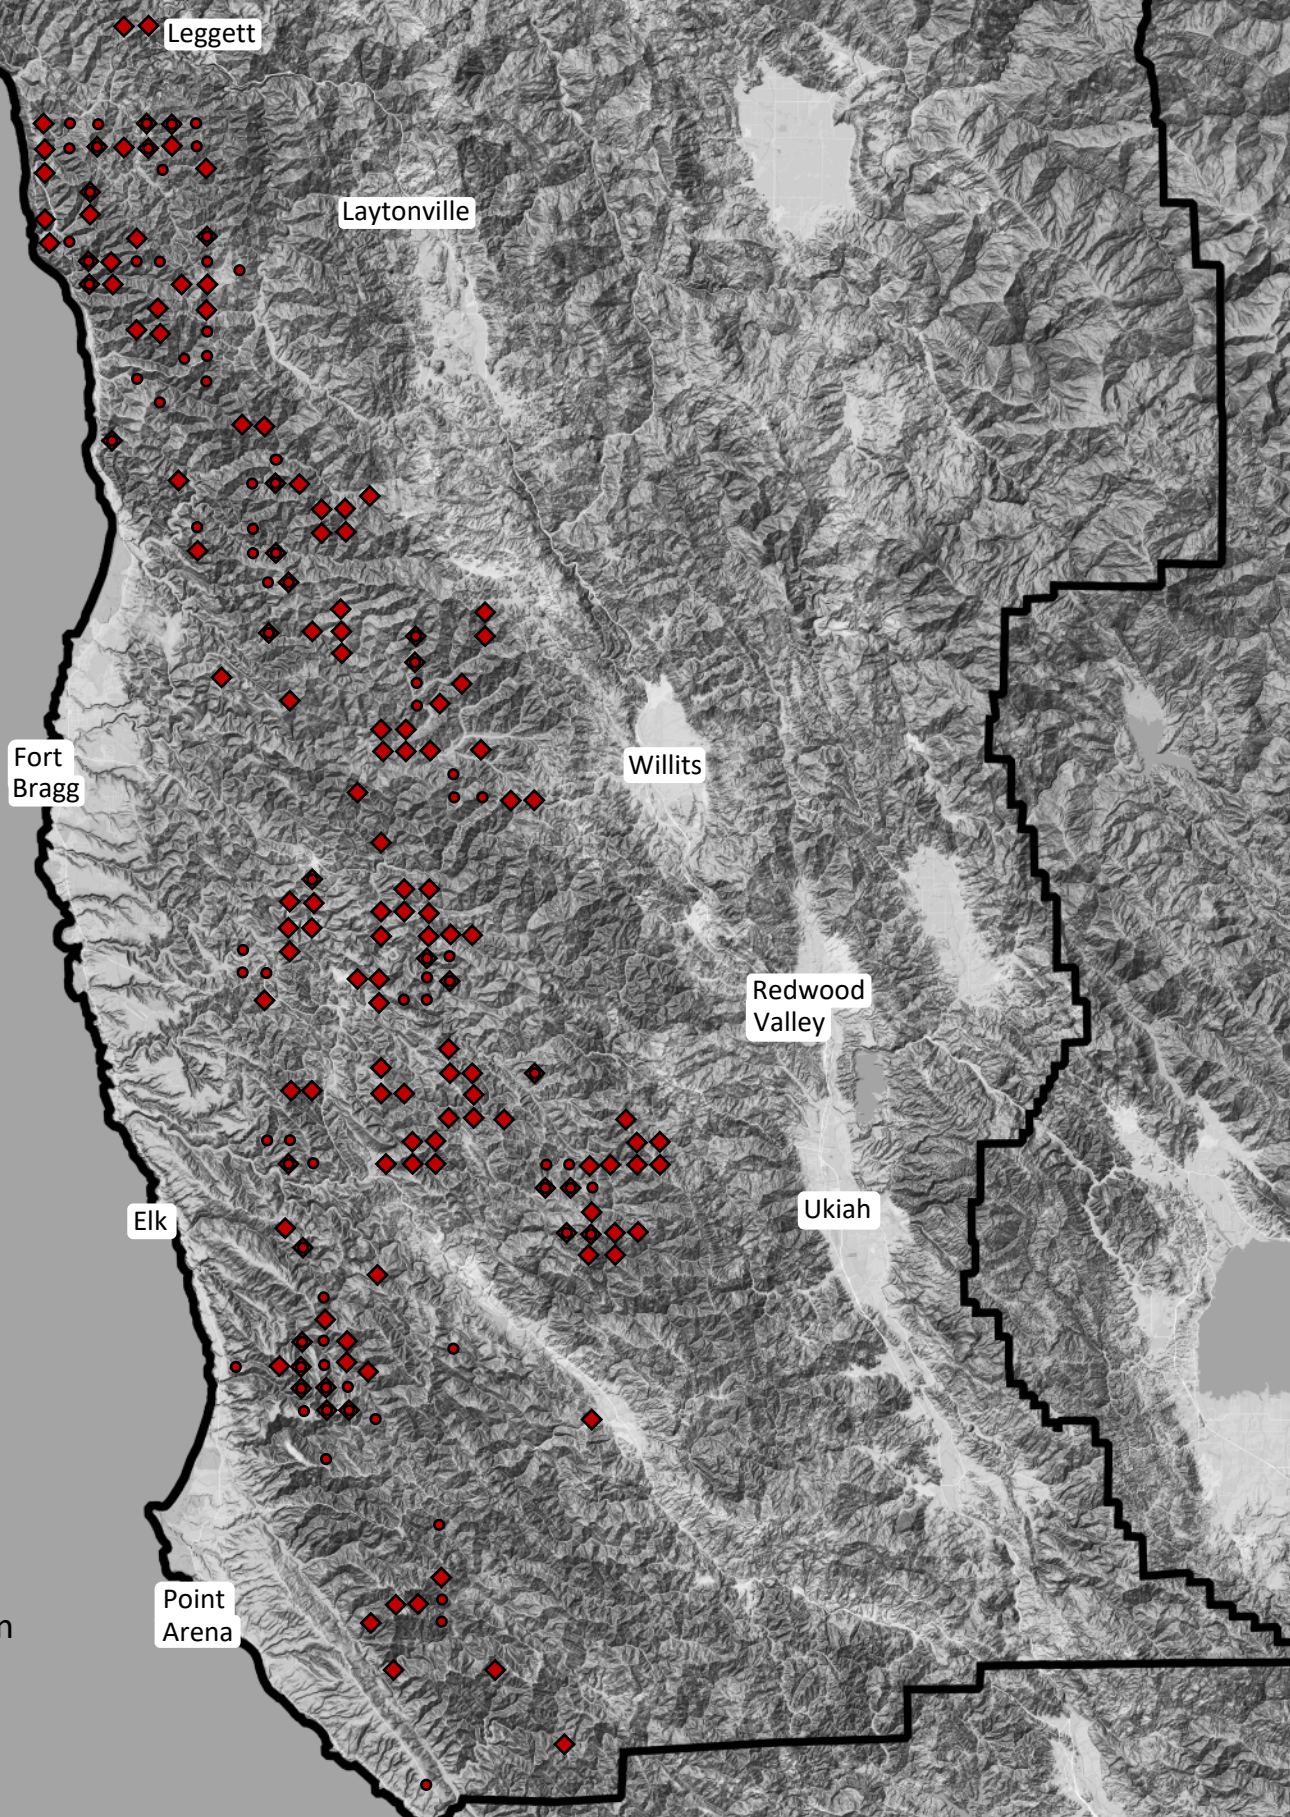 Leggett
Laytonville
Fort
Bragg
Willits
Redwood
Valley
Elk
Ukiah
Point
Arena